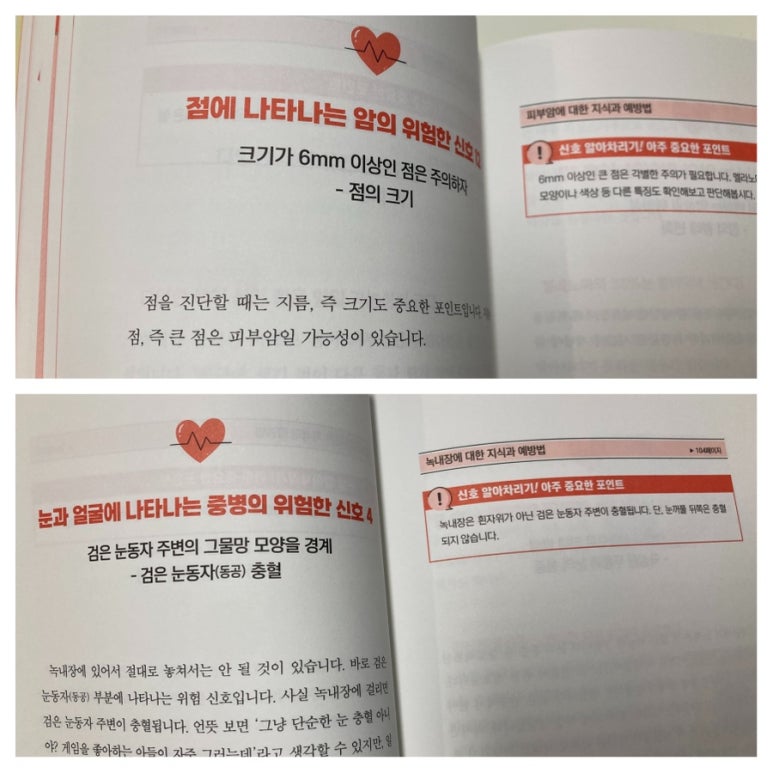 점에 나타나는 암의 위험한 신호 12
크기가 6mm 이상인 점은 주의하자
- 점의 크기
점을 진단할 때는 지름, 즉 크기도 중요한 포인트입니다.
점, 즉 큰 점은 피부암일 가능성이 있습니다.
피부암에 대한 지식과 예방법
신호 알아차리기! 아주 중요한 포인트
6mm 이상인 큰 점은 각별한 주의가 필요합니다. 멜라노
모양이나 색상 등 다른 특징도 확인해보고 판단해봅시다.
눈과 얼굴에 나타나는 중병의 위험한 신호 4
검은 눈동자 주변의 그물망 모양을 경계
- 검은 눈동자(동공) 충혈
녹내장에 있어서 절대로 놓쳐서는 안 될 것이 있습니다. 바로 검은
눈동자(동공) 부분에 나타나는 위험 신호입니다. 사실 녹내장에 걸리면
검은 눈동자 주변이 충혈됩니다. 언뜻 보면 ‘그냥 단순한 눈 충혈 아니
야? 게임을 좋아하는 아들이 자주 그러는데’라고 생각할 수 있지만, 일
녹내장에 대한 지식과 예방법
▶ 104페이지
신호 알아차리기! 아주 중요한 포인트
녹내장은 흰자위가 아닌 검은 눈동자 주변이 충혈됩니다. 단, 눈꺼풀 뒤쪽은 충혈
되지 않습니다.